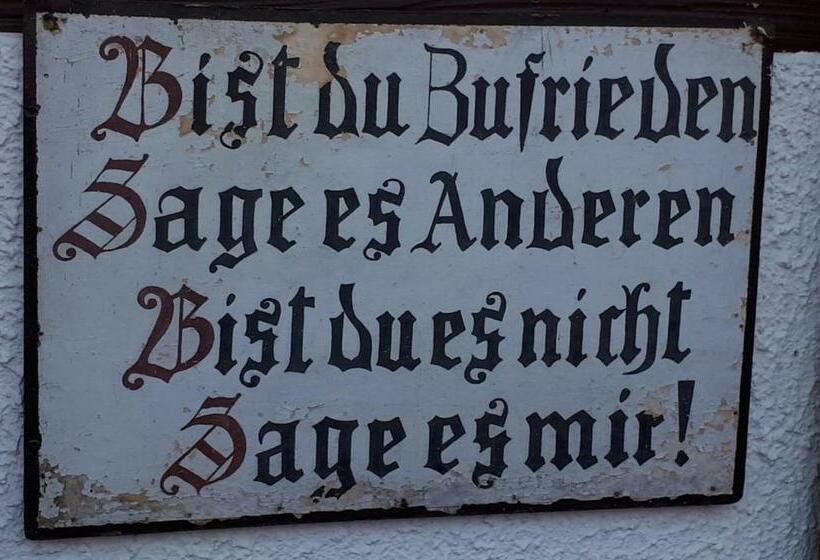 Bist du Zufrieden
Sage es Anderen
Bist du es nicht
Sage es mir!